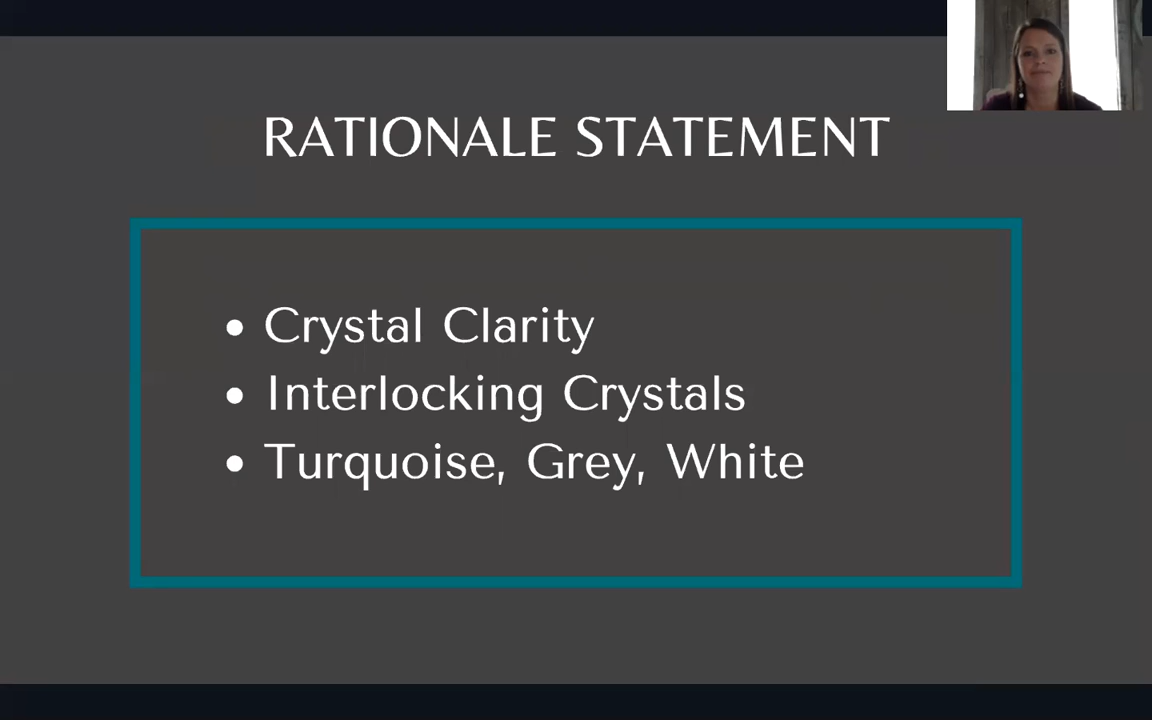 RATIONALE STATEMENT
• Crystal Clarity
• Interlocking Crystals
• Turquoise, Grey, White